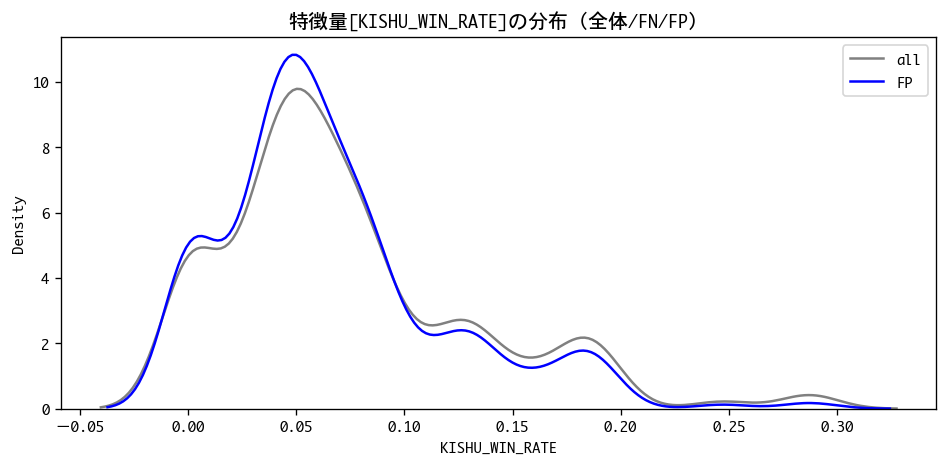 特徴量[KISHU_WIN_RATE]の分布（全体/FN/FP）
all
FP
Density
10
8
6
4
2
0
−0.05
0.00
0.05
0.10
0.15
0.20
0.25
0.30
KISHU_WIN_RATE